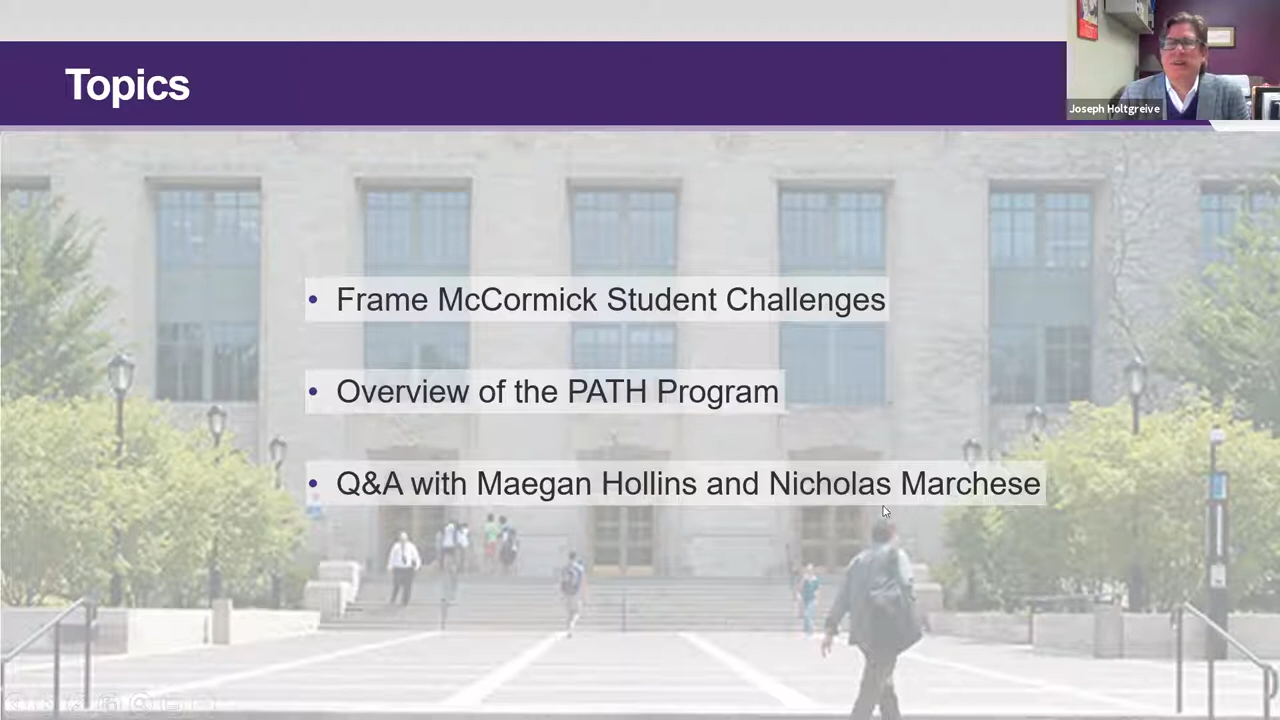 Topics
Joseph Holtgreive
• Frame McCormick Student Challenges
• Overview of the PATH Program
• Q&A with Maegan Hollins and Nicholas Marchese